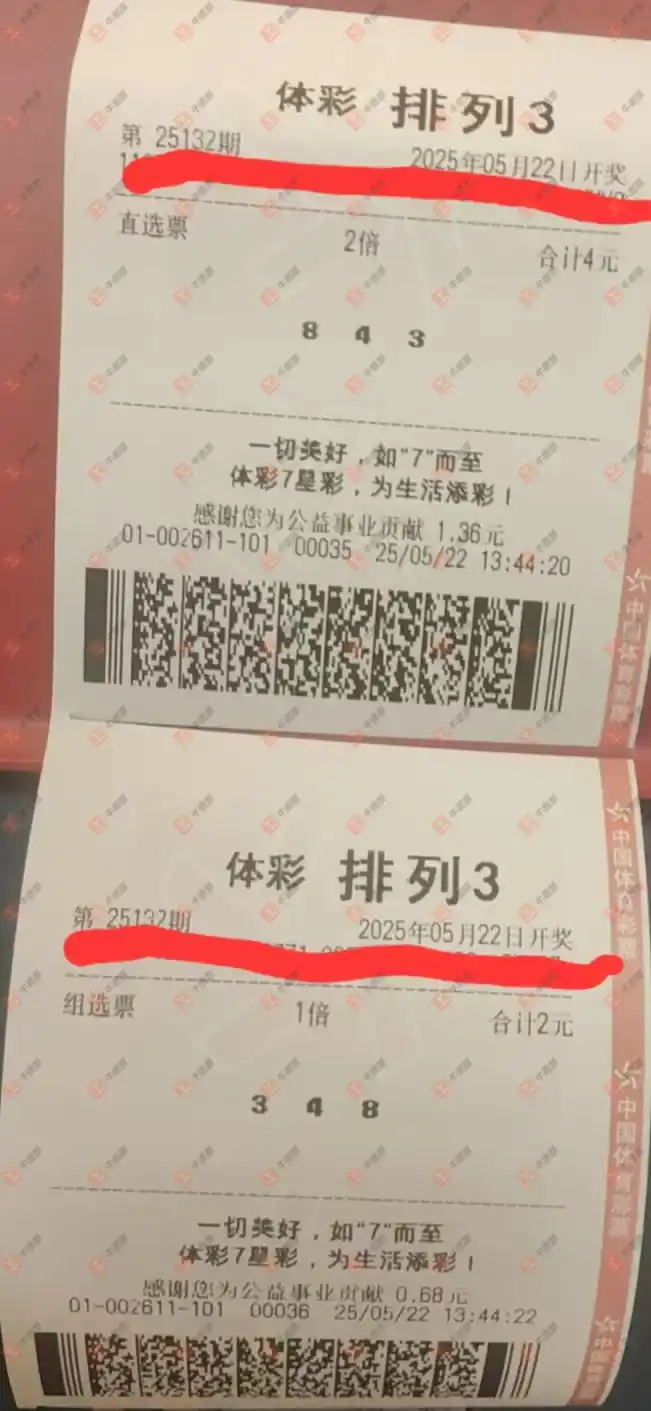 体彩 排列3
第 25132期 2025年05月22日开奖
直选票 2倍 合计4元
8 4 3
一切美好，如"7"而至
体彩7星彩，为生活添彩！
感谢您为公益事业贡献 1.36元
01-002611-101 00035 25/05/22 13:44:20
中国体育彩票
体彩 排列3
第 25132期 2025年05月22日开奖
组选票 1倍 合计2元
3 4 8
一切美好，如"7"而至
体彩7星彩，为生活添彩！
感谢您为公益事业贡献 0.68元
01-002611-101 00036 25/05/22 13:44:22
中国体育彩票
中国体育彩票